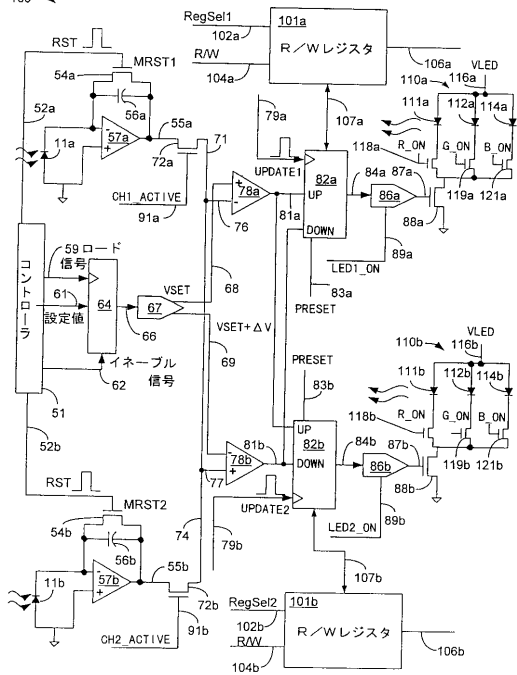 RegSel1
101a
R/Wレジスタ
102a
R/W
104a
106a
RST
MRST1
54a
56a
52a
57a
55a
11a
72a
71
CH1_ACTIVE
91a
79a
UPDATE1
107a
82a
UP
DOWN
84a
86a
87a
88a
LED1_ON
89a
83a
PRESET
78a
76
81a
VLED
116a
110a
111a
112a
114a
118a
R_ON
G_ON
B_ON
119a
121a
コントローラ
59 ロード
信号
61
設定値
64
66
67
VSET
68
VSET+ΔV
69
イネーブル
信号
62
51
52b
PRESET
83b
UP
82b
DOWN
84b
86b
87b
88b
LED2_ON
89b
78b
77
81b
UPDATE2
79b
74
107b
VLED
116b
110b
111b
112b
114b
118b
R_ON
G_ON
B_ON
119b
121b
RST
MRST2
54b
56b
57b
55b
11b
72b
CH2_ACTIVE
91b
RegSel2
101b
R/Wレジスタ
102b
R/W
104b
106b